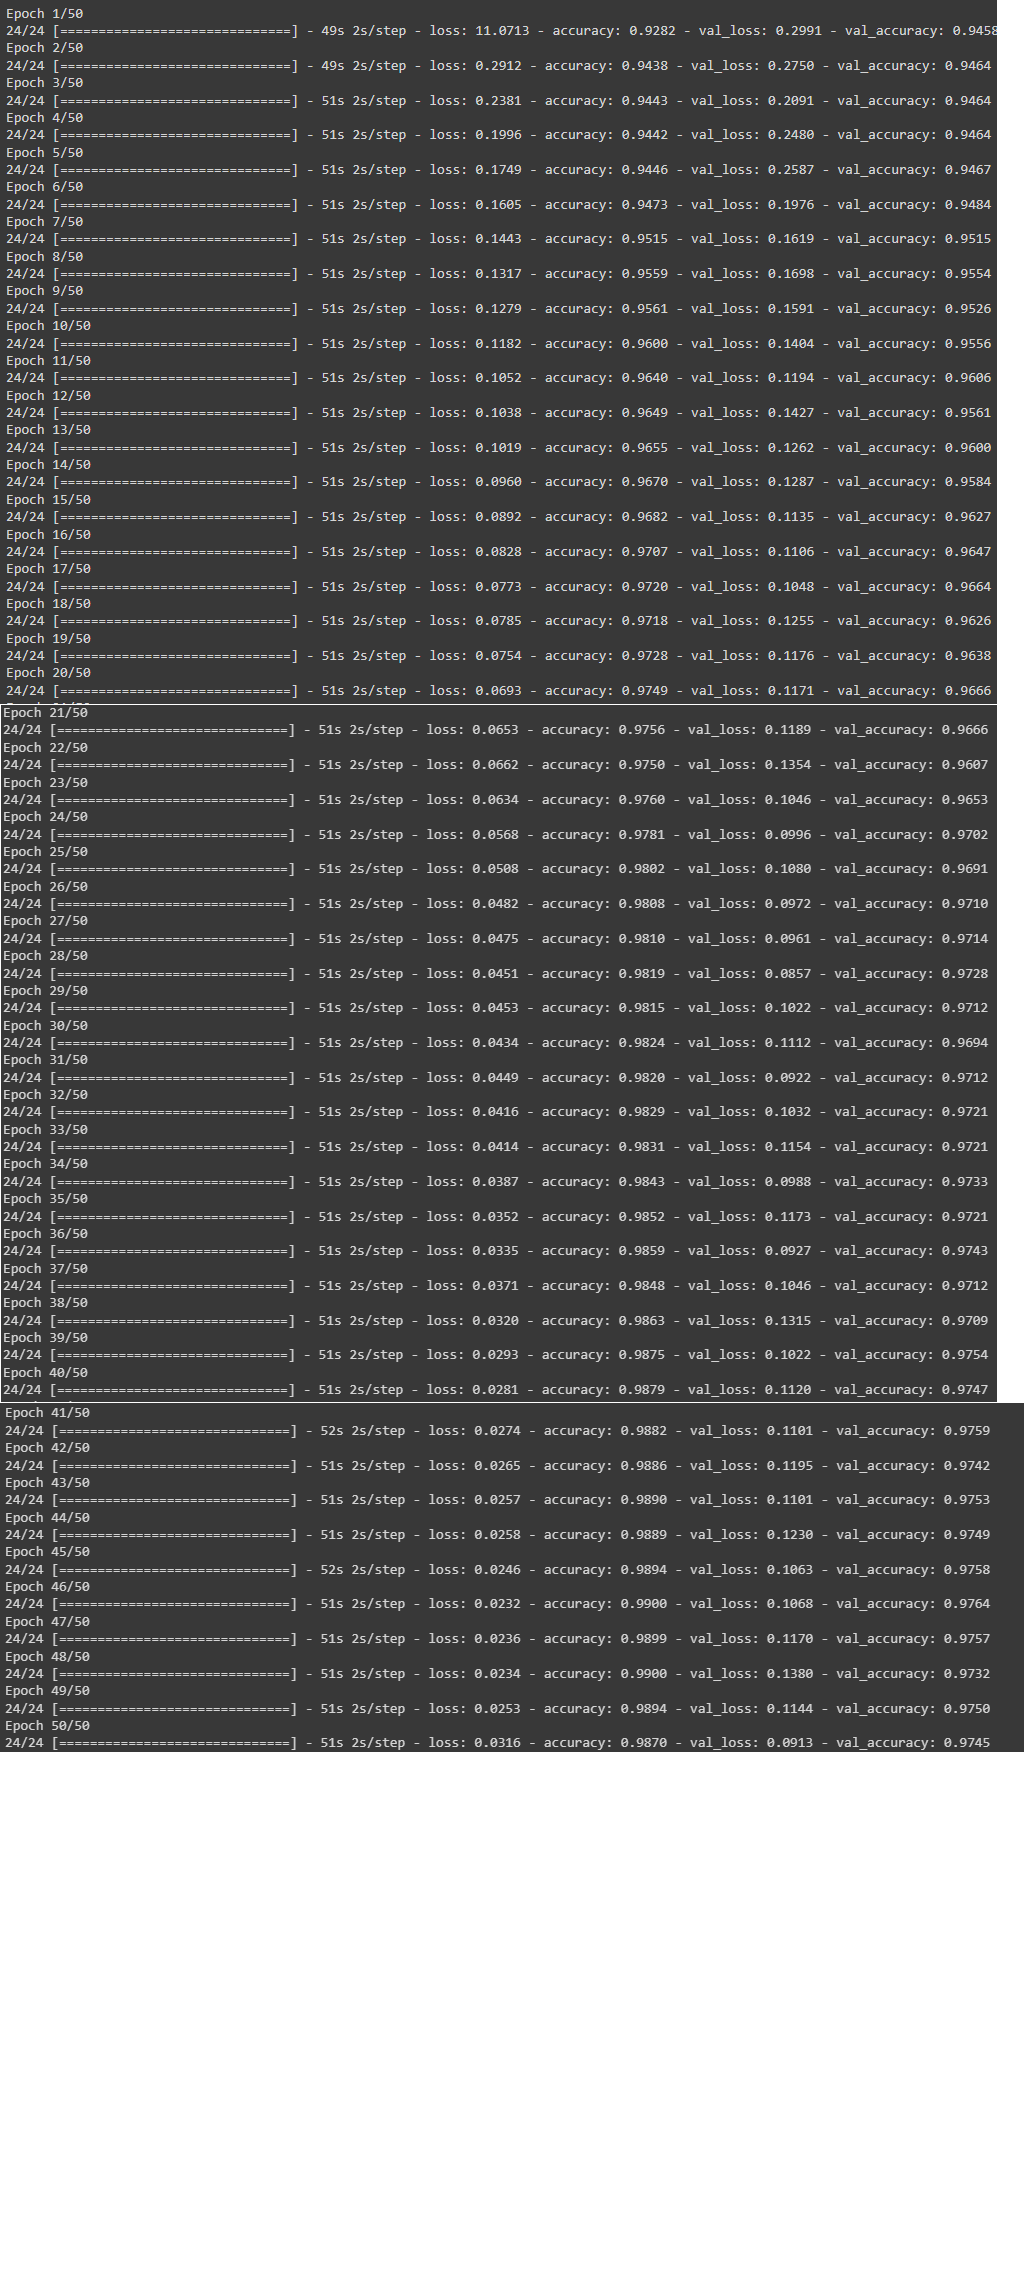 Epoch 1/50
24/24 [==============================] - 49s 2s/step - loss: 11.0713 - accuracy: 0.9282 - val_loss: 0.2991 - val_accuracy: 0.9458
Epoch 2/50
24/24 [==============================] - 49s 2s/step - loss: 0.2912 - accuracy: 0.9438 - val_loss: 0.2750 - val_accuracy: 0.9464
Epoch 3/50
24/24 [==============================] - 51s 2s/step - loss: 0.2381 - accuracy: 0.9443 - val_loss: 0.2091 - val_accuracy: 0.9464
Epoch 4/50
24/24 [==============================] - 51s 2s/step - loss: 0.1996 - accuracy: 0.9442 - val_loss: 0.2480 - val_accuracy: 0.9464
Epoch 5/50
24/24 [==============================] - 51s 2s/step - loss: 0.1749 - accuracy: 0.9446 - val_loss: 0.2587 - val_accuracy: 0.9467
Epoch 6/50
24/24 [==============================] - 51s 2s/step - loss: 0.1605 - accuracy: 0.9473 - val_loss: 0.1976 - val_accuracy: 0.9484
Epoch 7/50
24/24 [==============================] - 51s 2s/step - loss: 0.1443 - accuracy: 0.9515 - val_loss: 0.1619 - val_accuracy: 0.9515
Epoch 8/50
24/24 [==============================] - 51s 2s/step - loss: 0.1317 - accuracy: 0.9559 - val_loss: 0.1698 - val_accuracy: 0.9554
Epoch 9/50
24/24 [==============================] - 51s 2s/step - loss: 0.1279 - accuracy: 0.9561 - val_loss: 0.1591 - val_accuracy: 0.9526
Epoch 10/50
24/24 [==============================] - 51s 2s/step - loss: 0.1182 - accuracy: 0.9600 - val_loss: 0.1404 - val_accuracy: 0.9556
Epoch 11/50
24/24 [==============================] - 51s 2s/step - loss: 0.1052 - accuracy: 0.9640 - val_loss: 0.1194 - val_accuracy: 0.9606
Epoch 12/50
24/24 [==============================] - 51s 2s/step - loss: 0.1038 - accuracy: 0.9649 - val_loss: 0.1427 - val_accuracy: 0.9561
Epoch 13/50
24/24 [==============================] - 51s 2s/step - loss: 0.1019 - accuracy: 0.9655 - val_loss: 0.1262 - val_accuracy: 0.9600
Epoch 14/50
24/24 [==============================] - 51s 2s/step - loss: 0.0960 - accuracy: 0.9670 - val_loss: 0.1287 - val_accuracy: 0.9584
Epoch 15/50
24/24 [==============================] - 51s 2s/step - loss: 0.0892 - accuracy: 0.9682 - val_loss: 0.1135 - val_accuracy: 0.9627
Epoch 16/50
24/24 [==============================] - 51s 2s/step - loss: 0.0828 - accuracy: 0.9707 - val_loss: 0.1106 - val_accuracy: 0.9647
Epoch 17/50
24/24 [==============================] - 51s 2s/step - loss: 0.0773 - accuracy: 0.9720 - val_loss: 0.1048 - val_accuracy: 0.9664
Epoch 18/50
24/24 [==============================] - 51s 2s/step - loss: 0.0785 - accuracy: 0.9718 - val_loss: 0.1255 - val_accuracy: 0.9626
Epoch 19/50
24/24 [==============================] - 51s 2s/step - loss: 0.0754 - accuracy: 0.9728 - val_loss: 0.1176 - val_accuracy: 0.9638
Epoch 20/50
24/24 [==============================] - 51s 2s/step - loss: 0.0693 - accuracy: 0.9749 - val_loss: 0.1171 - val_accuracy: 0.9666
Epoch 21/50
24/24 [==============================] - 51s 2s/step - loss: 0.0653 - accuracy: 0.9756 - val_loss: 0.1189 - val_accuracy: 0.9666
Epoch 22/50
24/24 [==============================] - 51s 2s/step - loss: 0.0662 - accuracy: 0.9750 - val_loss: 0.1354 - val_accuracy: 0.9607
Epoch 23/50
24/24 [==============================] - 51s 2s/step - loss: 0.0634 - accuracy: 0.9760 - val_loss: 0.1046 - val_accuracy: 0.9653
Epoch 24/50
24/24 [==============================] - 51s 2s/step - loss: 0.0568 - accuracy: 0.9781 - val_loss: 0.0996 - val_accuracy: 0.9702
Epoch 25/50
24/24 [==============================] - 51s 2s/step - loss: 0.0508 - accuracy: 0.9802 - val_loss: 0.1080 - val_accuracy: 0.9691
Epoch 26/50
24/24 [==============================] - 51s 2s/step - loss: 0.0482 - accuracy: 0.9808 - val_loss: 0.0972 - val_accuracy: 0.9710
Epoch 27/50
24/24 [==============================] - 51s 2s/step - loss: 0.0475 - accuracy: 0.9810 - val_loss: 0.0961 - val_accuracy: 0.9714
Epoch 28/50
24/24 [==============================] - 51s 2s/step - loss: 0.0451 - accuracy: 0.9819 - val_loss: 0.0857 - val_accuracy: 0.9728
Epoch 29/50
24/24 [==============================] - 51s 2s/step - loss: 0.0453 - accuracy: 0.9815 - val_loss: 0.1022 - val_accuracy: 0.9712
Epoch 30/50
24/24 [==============================] - 51s 2s/step - loss: 0.0434 - accuracy: 0.9824 - val_loss: 0.1112 - val_accuracy: 0.9694
Epoch 31/50
24/24 [==============================] - 51s 2s/step - loss: 0.0449 - accuracy: 0.9820 - val_loss: 0.0922 - val_accuracy: 0.9712
Epoch 32/50
24/24 [==============================] - 51s 2s/step - loss: 0.0416 - accuracy: 0.9829 - val_loss: 0.1032 - val_accuracy: 0.9721
Epoch 33/50
24/24 [==============================] - 51s 2s/step - loss: 0.0414 - accuracy: 0.9831 - val_loss: 0.1154 - val_accuracy: 0.9721
Epoch 34/50
24/24 [==============================] - 51s 2s/step - loss: 0.0387 - accuracy: 0.9843 - val_loss: 0.0988 - val_accuracy: 0.9733
Epoch 35/50
24/24 [==============================] - 51s 2s/step - loss: 0.0352 - accuracy: 0.9852 - val_loss: 0.1173 - val_accuracy: 0.9721
Epoch 36/50
24/24 [==============================] - 51s 2s/step - loss: 0.0335 - accuracy: 0.9859 - val_loss: 0.0927 - val_accuracy: 0.9743
Epoch 37/50
24/24 [==============================] - 51s 2s/step - loss: 0.0371 - accuracy: 0.9848 - val_loss: 0.1046 - val_accuracy: 0.9712
Epoch 38/50
24/24 [==============================] - 51s 2s/step - loss: 0.0320 - accuracy: 0.9863 - val_loss: 0.1315 - val_accuracy: 0.9709
Epoch 39/50
24/24 [==============================] - 51s 2s/step - loss: 0.0293 - accuracy: 0.9875 - val_loss: 0.1022 - val_accuracy: 0.9754
Epoch 40/50
24/24 [==============================] - 51s 2s/step - loss: 0.0281 - accuracy: 0.9879 - val_loss: 0.1120 - val_accuracy: 0.9747
Epoch 41/50
24/24 [==============================] - 52s 2s/step - loss: 0.0274 - accuracy: 0.9882 - val_loss: 0.1101 - val_accuracy: 0.9759
Epoch 42/50
24/24 [==============================] - 51s 2s/step - loss: 0.0265 - accuracy: 0.9886 - val_loss: 0.1195 - val_accuracy: 0.9742
Epoch 43/50
24/24 [==============================] - 51s 2s/step - loss: 0.0257 - accuracy: 0.9890 - val_loss: 0.1101 - val_accuracy: 0.9753
Epoch 44/50
24/24 [==============================] - 51s 2s/step - loss: 0.0258 - accuracy: 0.9889 - val_loss: 0.1230 - val_accuracy: 0.9749
Epoch 45/50
24/24 [==============================] - 52s 2s/step - loss: 0.0246 - accuracy: 0.9894 - val_loss: 0.1063 - val_accuracy: 0.9758
Epoch 46/50
24/24 [==============================] - 51s 2s/step - loss: 0.0232 - accuracy: 0.9900 - val_loss: 0.1068 - val_accuracy: 0.9764
Epoch 47/50
24/24 [==============================] - 51s 2s/step - loss: 0.0236 - accuracy: 0.9899 - val_loss: 0.1170 - val_accuracy: 0.9757
Epoch 48/50
24/24 [==============================] - 51s 2s/step - loss: 0.0234 - accuracy: 0.9900 - val_loss: 0.1380 - val_accuracy: 0.9732
Epoch 49/50
24/24 [==============================] - 51s 2s/step - loss: 0.0253 - accuracy: 0.9894 - val_loss: 0.1144 - val_accuracy: 0.9750
Epoch 50/50
24/24 [==============================] - 51s 2s/step - loss: 0.0316 - accuracy: 0.9870 - val_loss: 0.0913 - val_accuracy: 0.9745